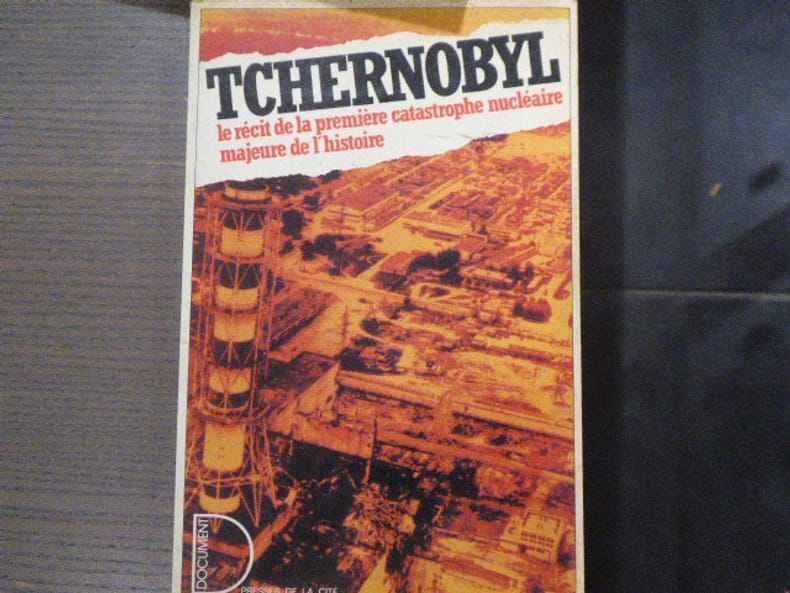 TCHERNOBYL
le récit de la première catastrophe nucléaire
majeure de l'histoire
DOCUMENT
PRESSES DE LA CITÉ